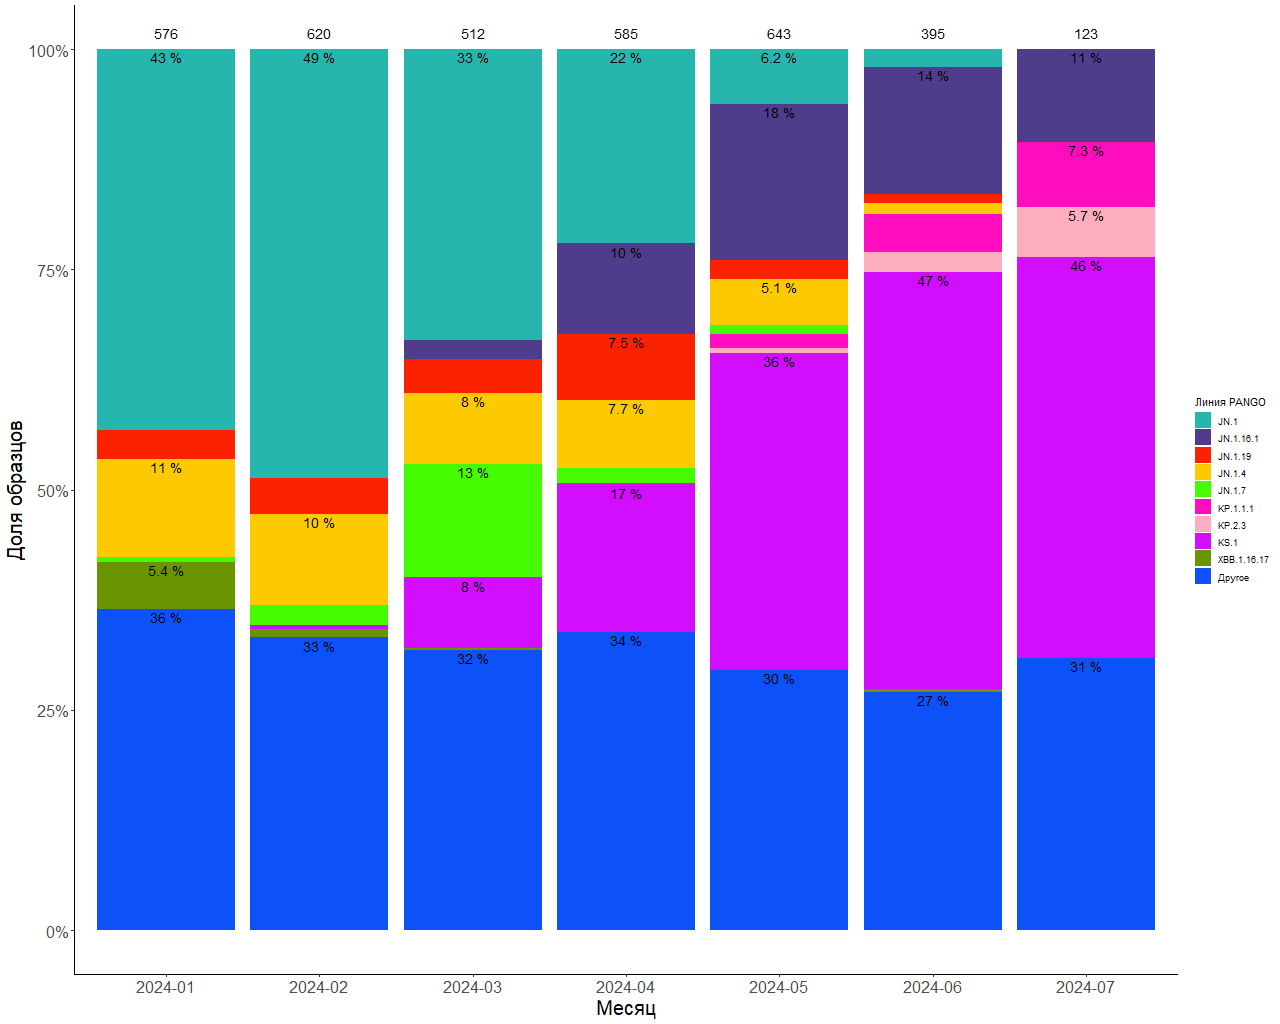 576 620 512 585 643 395 123
100%
75%
50%
25%
0%
43 %
11 %
5.4 %
36 %
49 %
10 %
33 %
33 %
8 %
13 %
8 %
32 %
22 %
10 %
7.5 %
7.7 %
17 %
34 %
6.2 %
18 %
5.1 %
36 %
30 %
14 %
47 %
27 %
11 %
7.3 %
5.7 %
46 %
31 %
2024-01 2024-02 2024-03 2024-04 2024-05 2024-06 2024-07
Месяц
Доля образцов
Линия PANGO
JN.1
JN.1.16.1
JN.1.19
JN.1.4
JN.1.7
KP.1.1.1
KP.2.3
KS.1
XBB.1.16.17
Другое